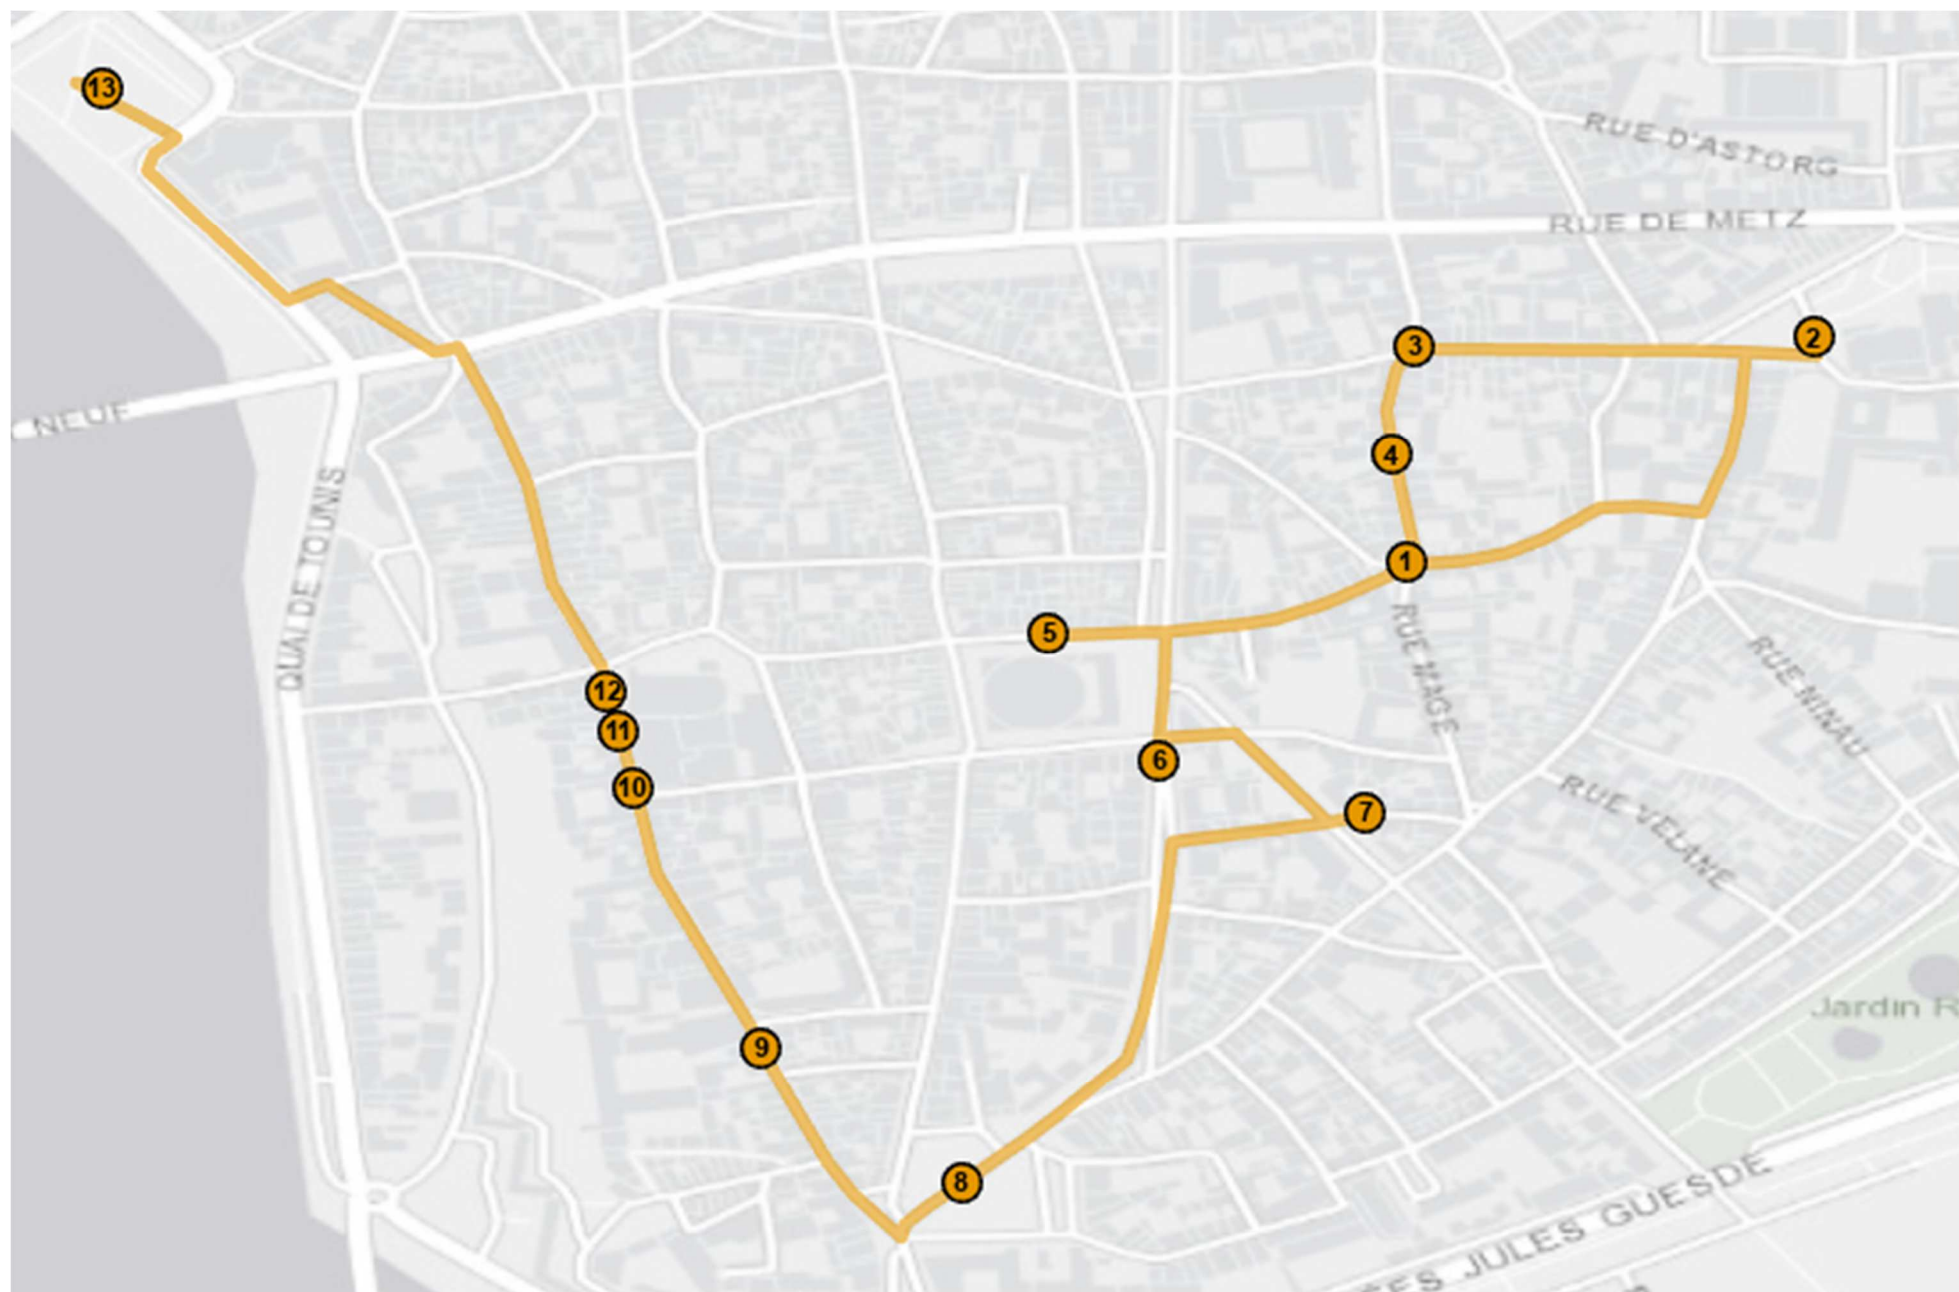 13
RUE D'ASTORG
RUE DE METZ
2
3
NEUF
4
QUAI DE TOUNIS
1
5
RUE MAGE
RUE NINAU
12
11
6
10
RUE VELANE
7
Jardin R
9
8
JULES GUESDE